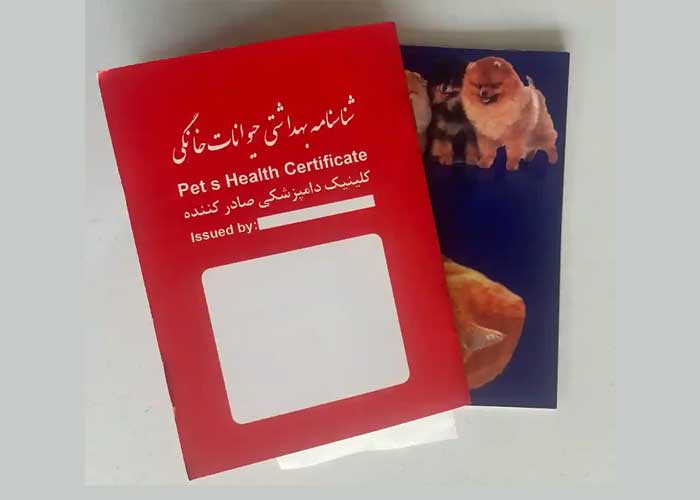 شناسنامه بهداشتی حیوانات خانگی
Pet s Health Certificate
کلینیک دامپزشکی صادر کننده
Issued by: